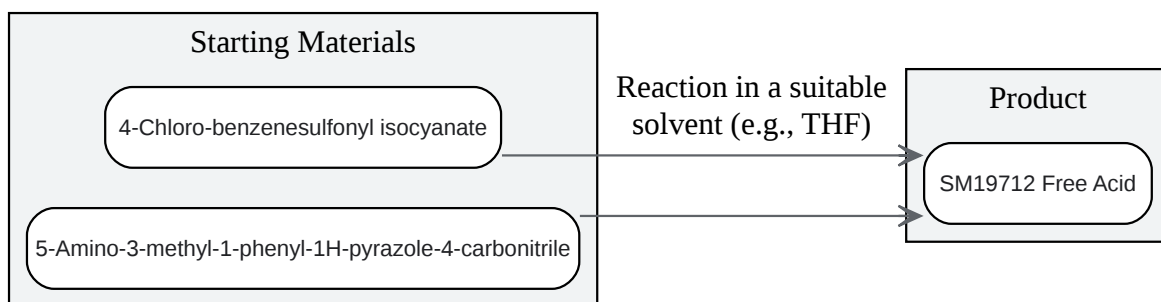 Starting Materials
4-Chloro-benzenesulfonyl isocyanate
5-Amino-3-methyl-1-phenyl-1H-pyrazole-4-carbonitrile
Reaction in a suitable
solvent (e.g., THF)
Product
SM19712 Free Acid